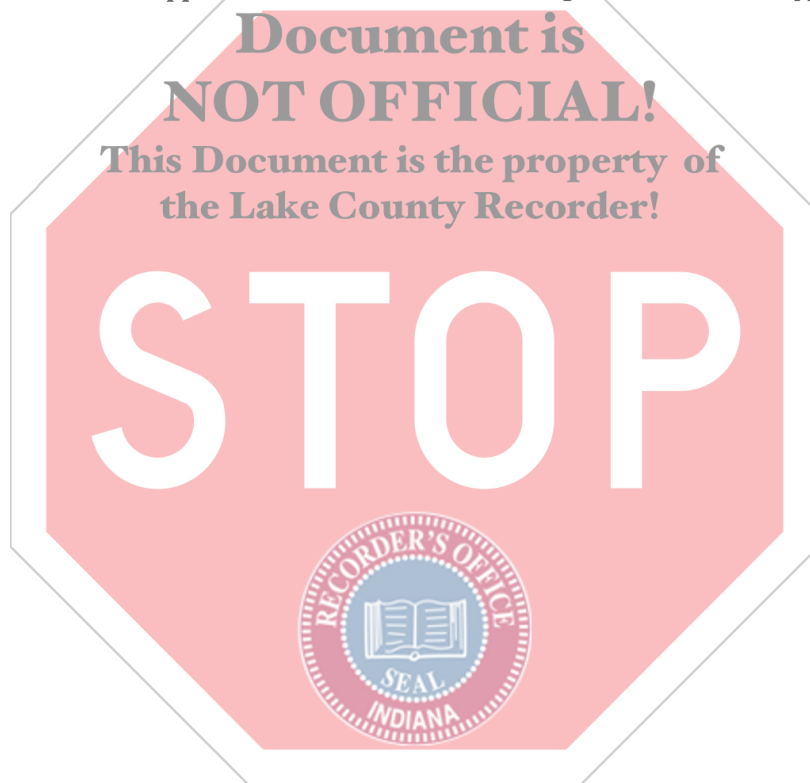 Document is
NOT OFFICIAL!
This Document is the property of
the Lake County Recorder!
STOP
RECORDER'S OFFICE
SEAL
INDIANA